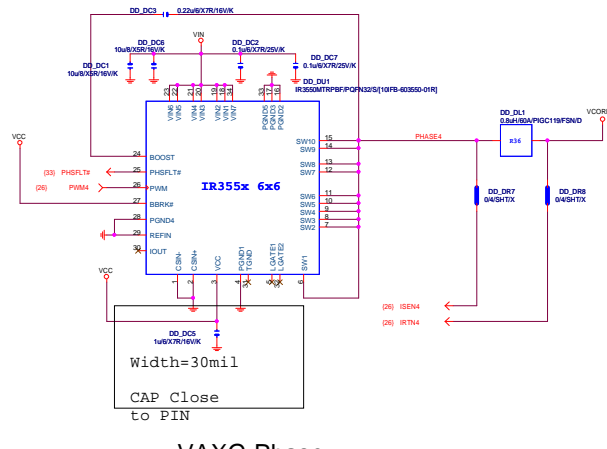 DD_DC3
0.22u/6/X7R/16V/K
VIN
DD_DC6
10u/8/X5R/16V/K
DD_DC1
10u/8/X5R/16V/K
DD_DC2
0.1u/6/X7R/25V/K
DD_DC7
0.1u/6/X7R/25V/K
DD_DU1
IR3550MTRPBF/PQFN32/S/[10IFB-603550-01R]
23
22
21
20
19
18
34
33
17
16
VIN6
VIN5
VIN4
VIN3
VIN2
VIN1
VIN7
PGND5
PGND3
PGND2
DD_DL1
0.8uH/60A/PIGC119/FSN/D
VCORE
R36
PHASE4
VCC
24 BOOST
(33) PHSFLT# 25 PHSFLT#
(26) PWM4 26 PWM
27 BBRK#
28 PGND4
29 REFIN
30 IOUT
IR355x 6x6
SW10 15
SW9 14
SW8 13
SW7 12
SW6 11
SW5 10
SW4 9
SW3 8
SW2 7
DD_DR7
0/4/SHT/X
DD_DR8
0/4/SHT/X
CSIN-
CSIN+
VCC
PGND1
TGND
LGATE1
LGATE2
SW1
1
2
3
4
31
5
32
6
VCC
(26) ISEN4
(26) IRTN4
DD_DC5
1u/6/X7R/16V/K
Width=30mil
CAP Close
to PIN